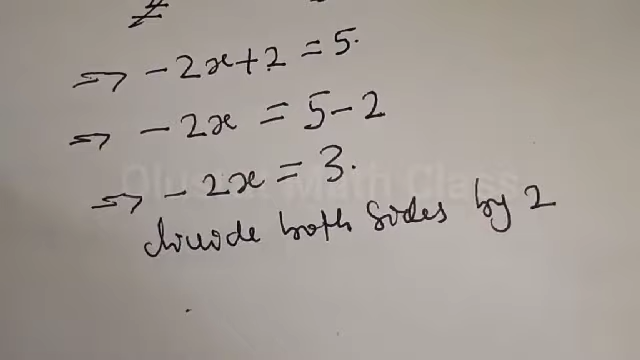 ⇒ -2x+2 = 5.
⇒ -2x = 5-2
⇒ -2x = 3.
divide both sides by 2